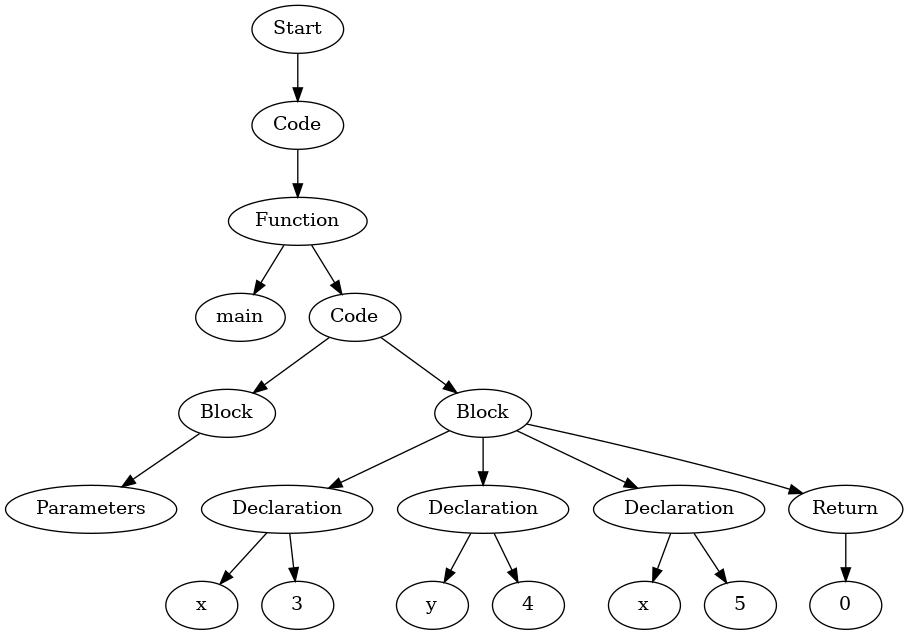 Start
Code
Function
main
Code
Block
Block
Parameters
Declaration
Declaration
Declaration
Return
x
3
y
4
x
5
0